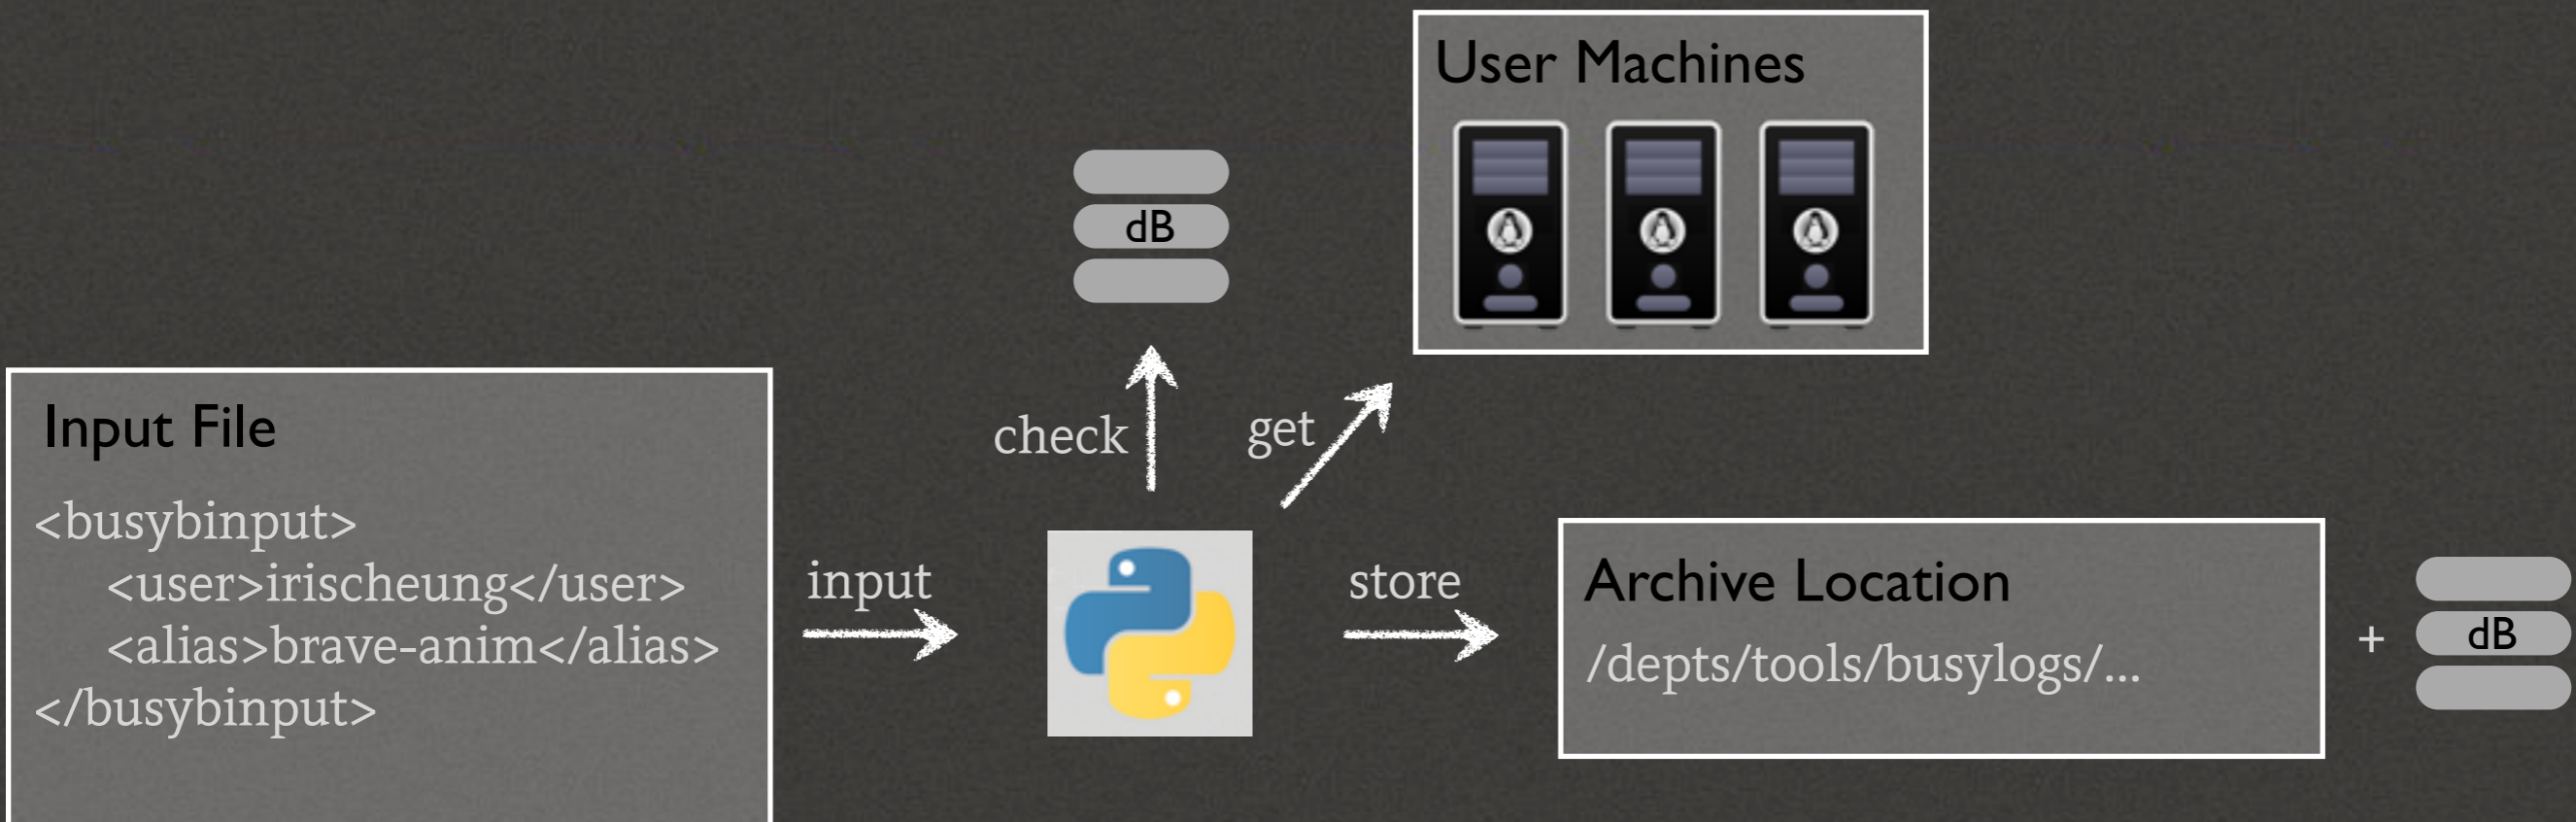 User Machines
dB
Input File
<busybinput>
<user>irischeung</user>
<alias>brave-anim</alias>
</busybinput>
input
check
get
store
Archive Location
/depts/tools/busylogs/...
+
dB